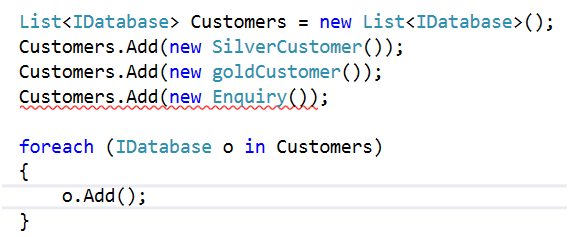 List<IDatabase> Customers = new List<IDatabase>();
Customers.Add(new SilverCustomer());
Customers.Add(new goldCustomer());
Customers.Add(new Enquiry());
foreach (IDatabase o in Customers)
{
o.Add();
}